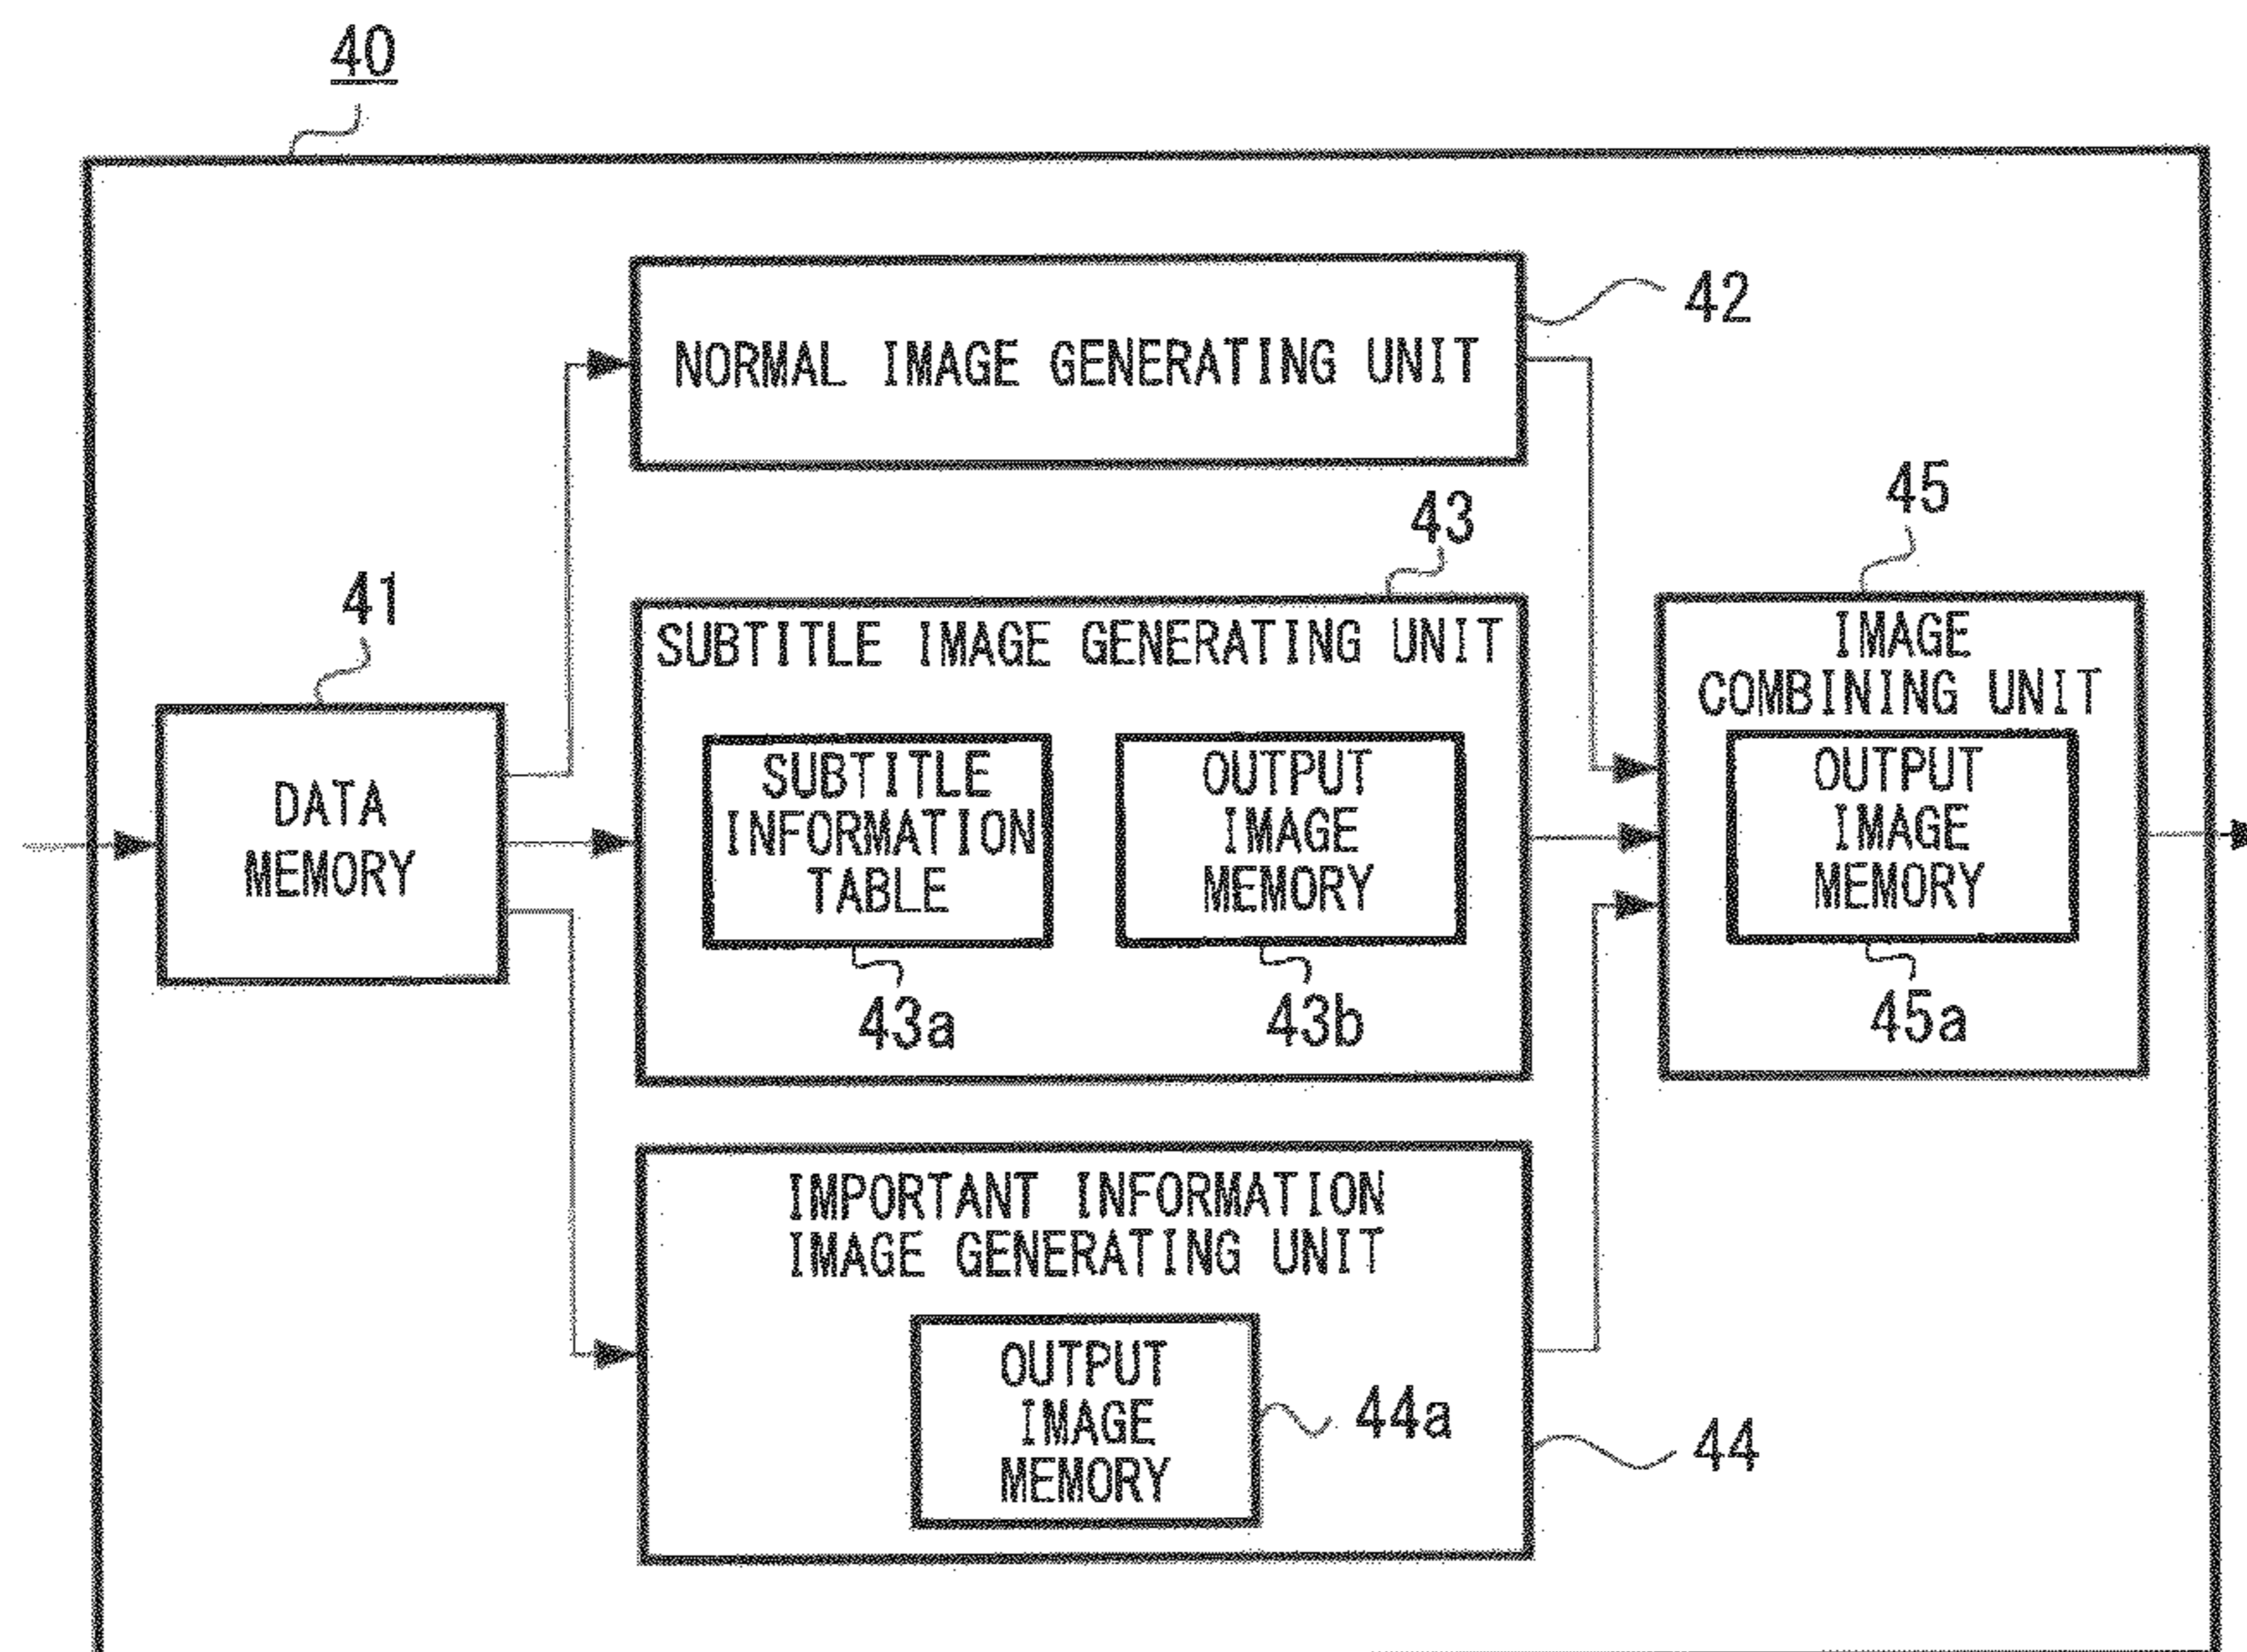 40
NORMAL IMAGE GENERATING UNIT
42
43
SUBTITLE IMAGE GENERATING UNIT
SUBTITLE
INFORMATION
TABLE
43a
OUTPUT
IMAGE
MEMORY
43b
41
DATA
MEMORY
45
IMAGE
COMBINING UNIT
OUTPUT
IMAGE
MEMORY
45a
IMPORTANT INFORMATION
IMAGE GENERATING UNIT
OUTPUT
IMAGE
MEMORY
44a
44